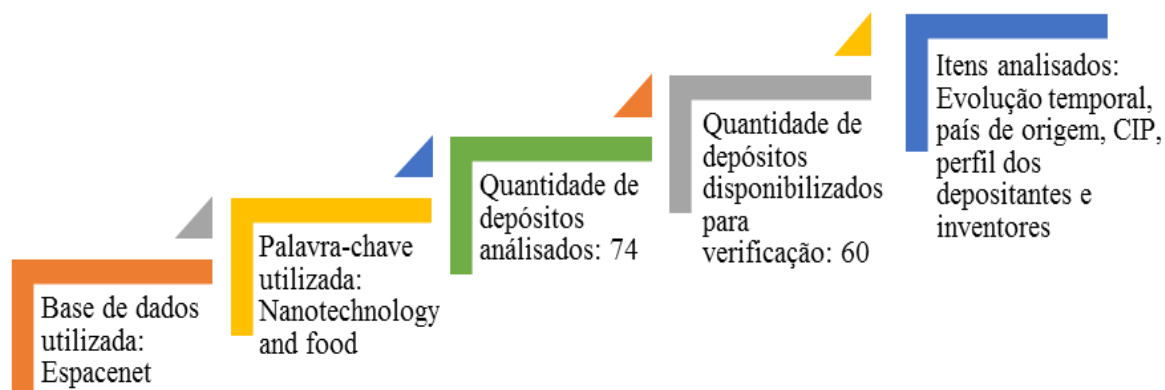 Base de dados
utilizada:
Espacenet
Palavra-chave
utilizada:
Nanotechnology
and food
Quantidade de
depósitos
análisados: 74
Quantidade de
depósitos
disponibilizados
para
verificação: 60
Itens analisados:
Evolução temporal,
país de origem, CIP,
perfil dos
depositantes e
inventores